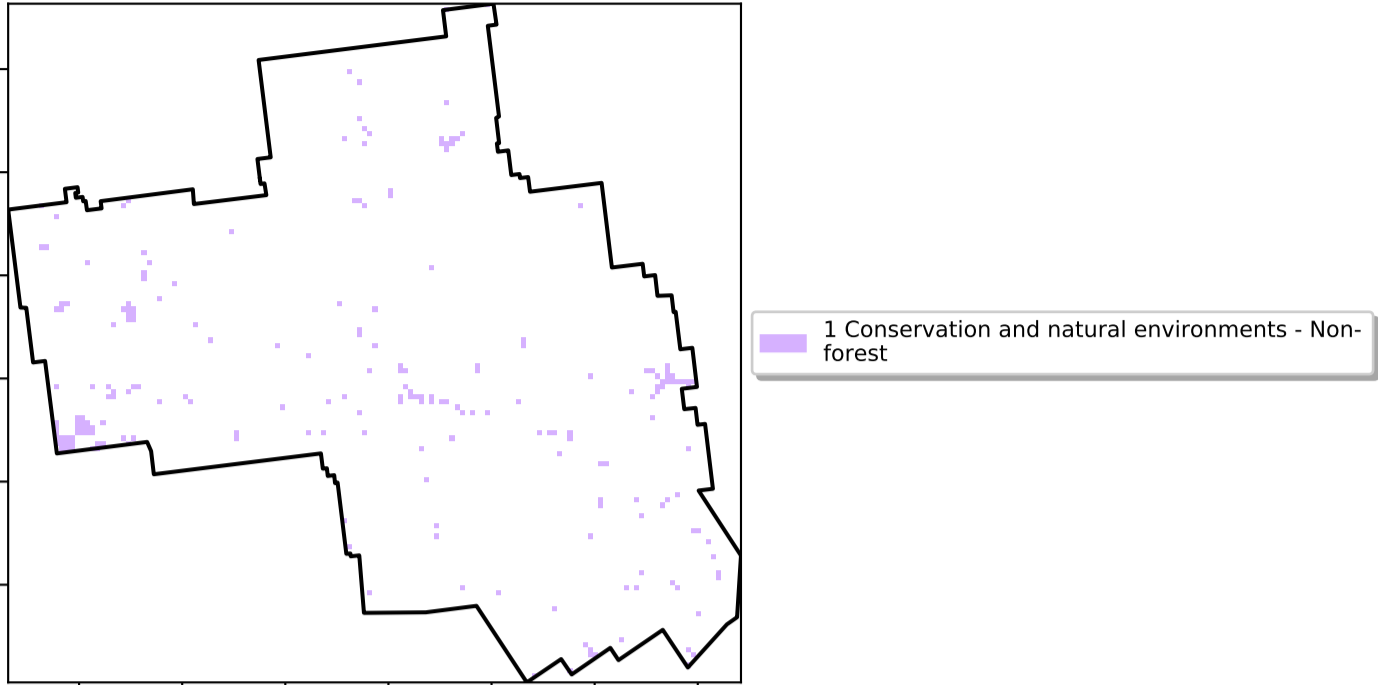 1 Conservation and natural environments - Non-
forest